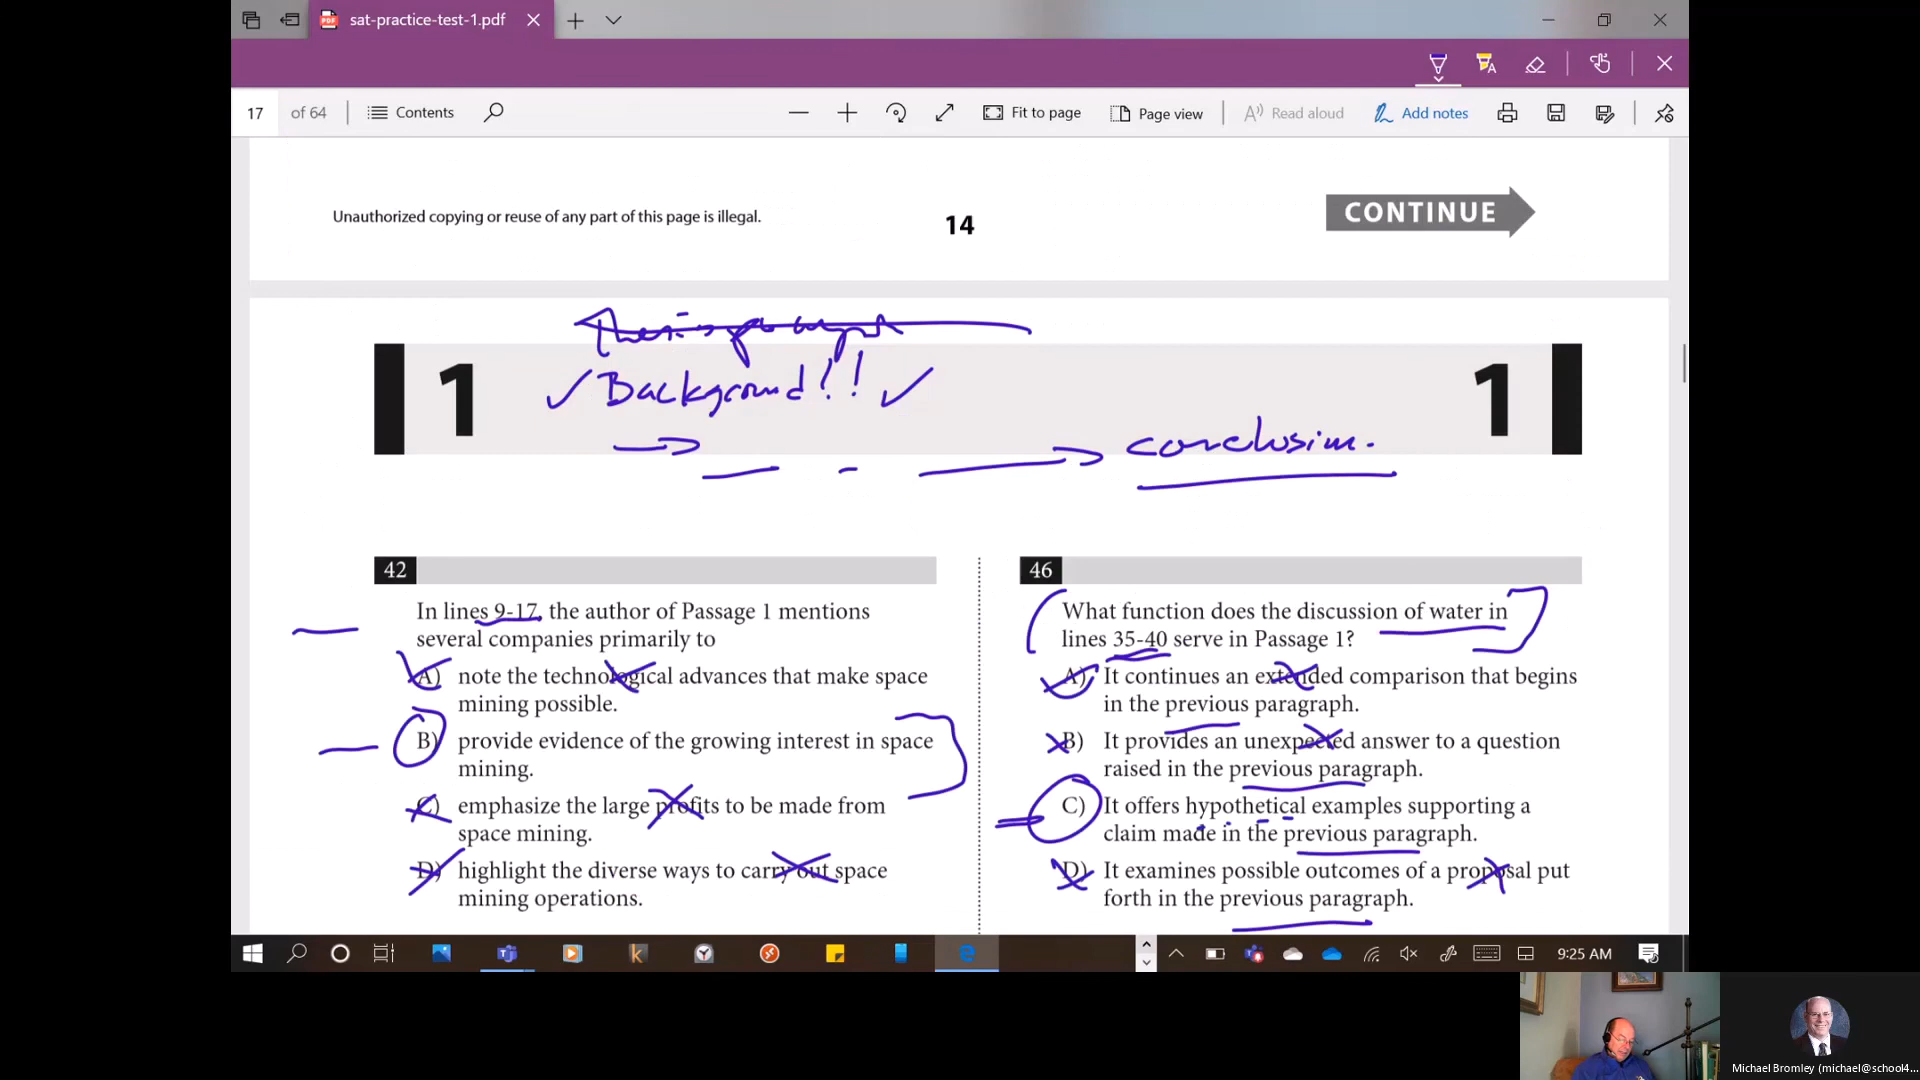 sat-practice-test-1.pdf
17 of 64 Contents Fit to page Page view Read aloud Add notes
Unauthorized copying or reuse of any part of this page is illegal.
14
CONTINUE
1
✓ Background!! ✓
conclusion.
1
42
In lines 9-17, the author of Passage 1 mentions
several companies primarily to
A) note the technological advances that make space
mining possible.
B) provide evidence of the growing interest in space
mining.
C) emphasize the large profits to be made from
space mining.
D) highlight the diverse ways to carry out space
mining operations.
46
What function does the discussion of water in
lines 35-40 serve in Passage 1?
A) It continues an extended comparison that begins
in the previous paragraph.
B) It provides an unexpected answer to a question
raised in the previous paragraph.
C) It offers hypothetical examples supporting a
claim made in the previous paragraph.
D) It examines possible outcomes of a proposal put
forth in the previous paragraph.
9:25 AM
Michael Bromley (michael@school4...